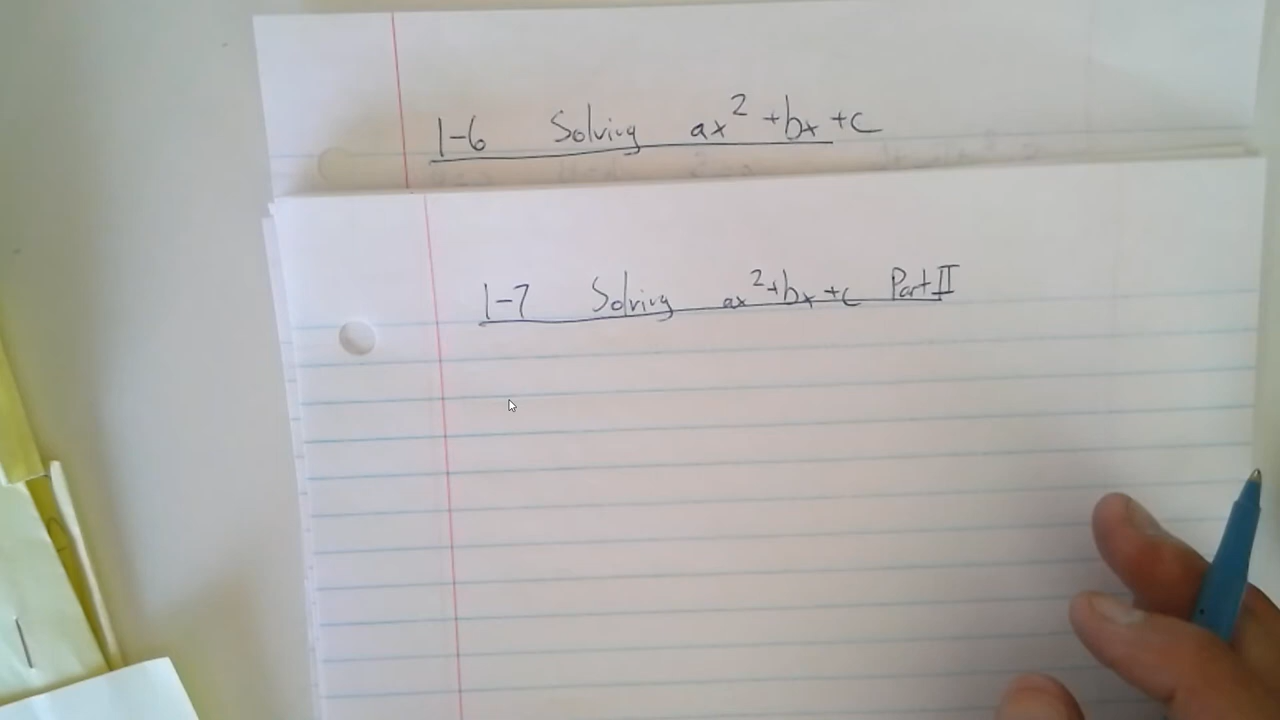 1-6 Solving ax² +bx +c
1-7 Solving ax²+bx +c Part II